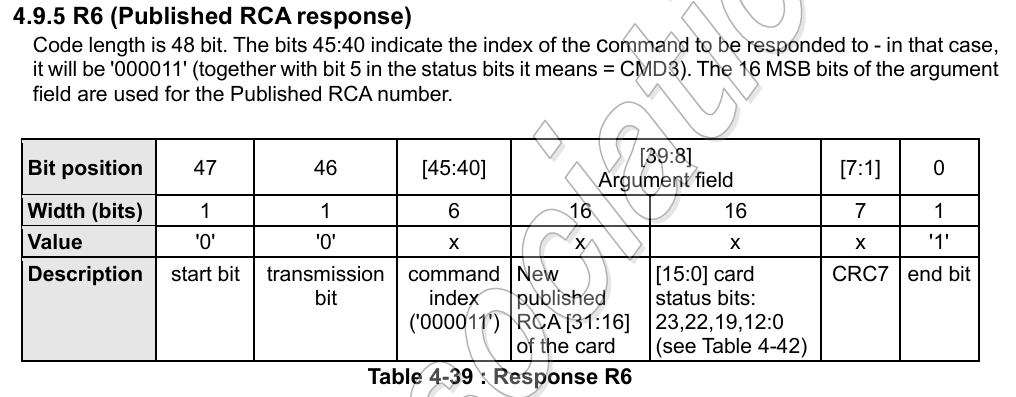 4.9.5 R6 (Published RCA response)
Code length is 48 bit. The bits 45:40 indicate the index of the command to be responded to - in that case,
it will be '000011' (together with bit 5 in the status bits it means = CMD3). The 16 MSB bits of the argument
field are used for the Published RCA number.
Bit position 47 46 [45:40] [39:8] Argument field [7:1] 0
Width (bits) 1 1 6 16 16 7 1
Value '0' '0' x x x x '1'
Description start bit transmission command New [15:0] card CRC7 end bit
bit index published status bits:
('000011') RCA [31:16] 23,22,19,12:0
of the card (see Table 4-42)
Table 4-39 : Response R6